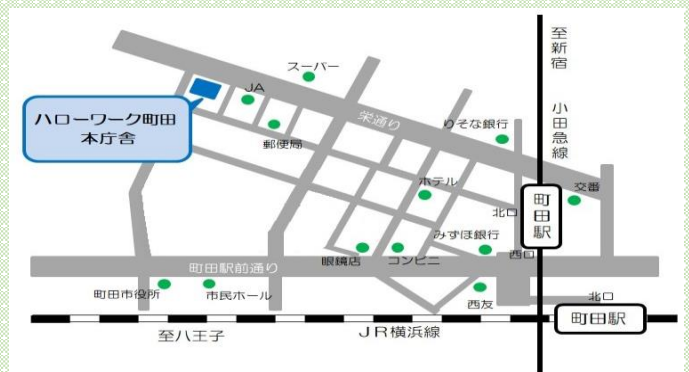 至新宿
小田急線
スーパー
JA
ハローワーク町田
本庁舎
栄通り
りそな銀行
郵便局
ホテル
交番
北口
町田駅
みずほ銀行
西口
眼鏡店
コンビニ
町田駅前通り
町田市役所
市民ホール
西友
北口
町田駅
至八王子
JR横浜線